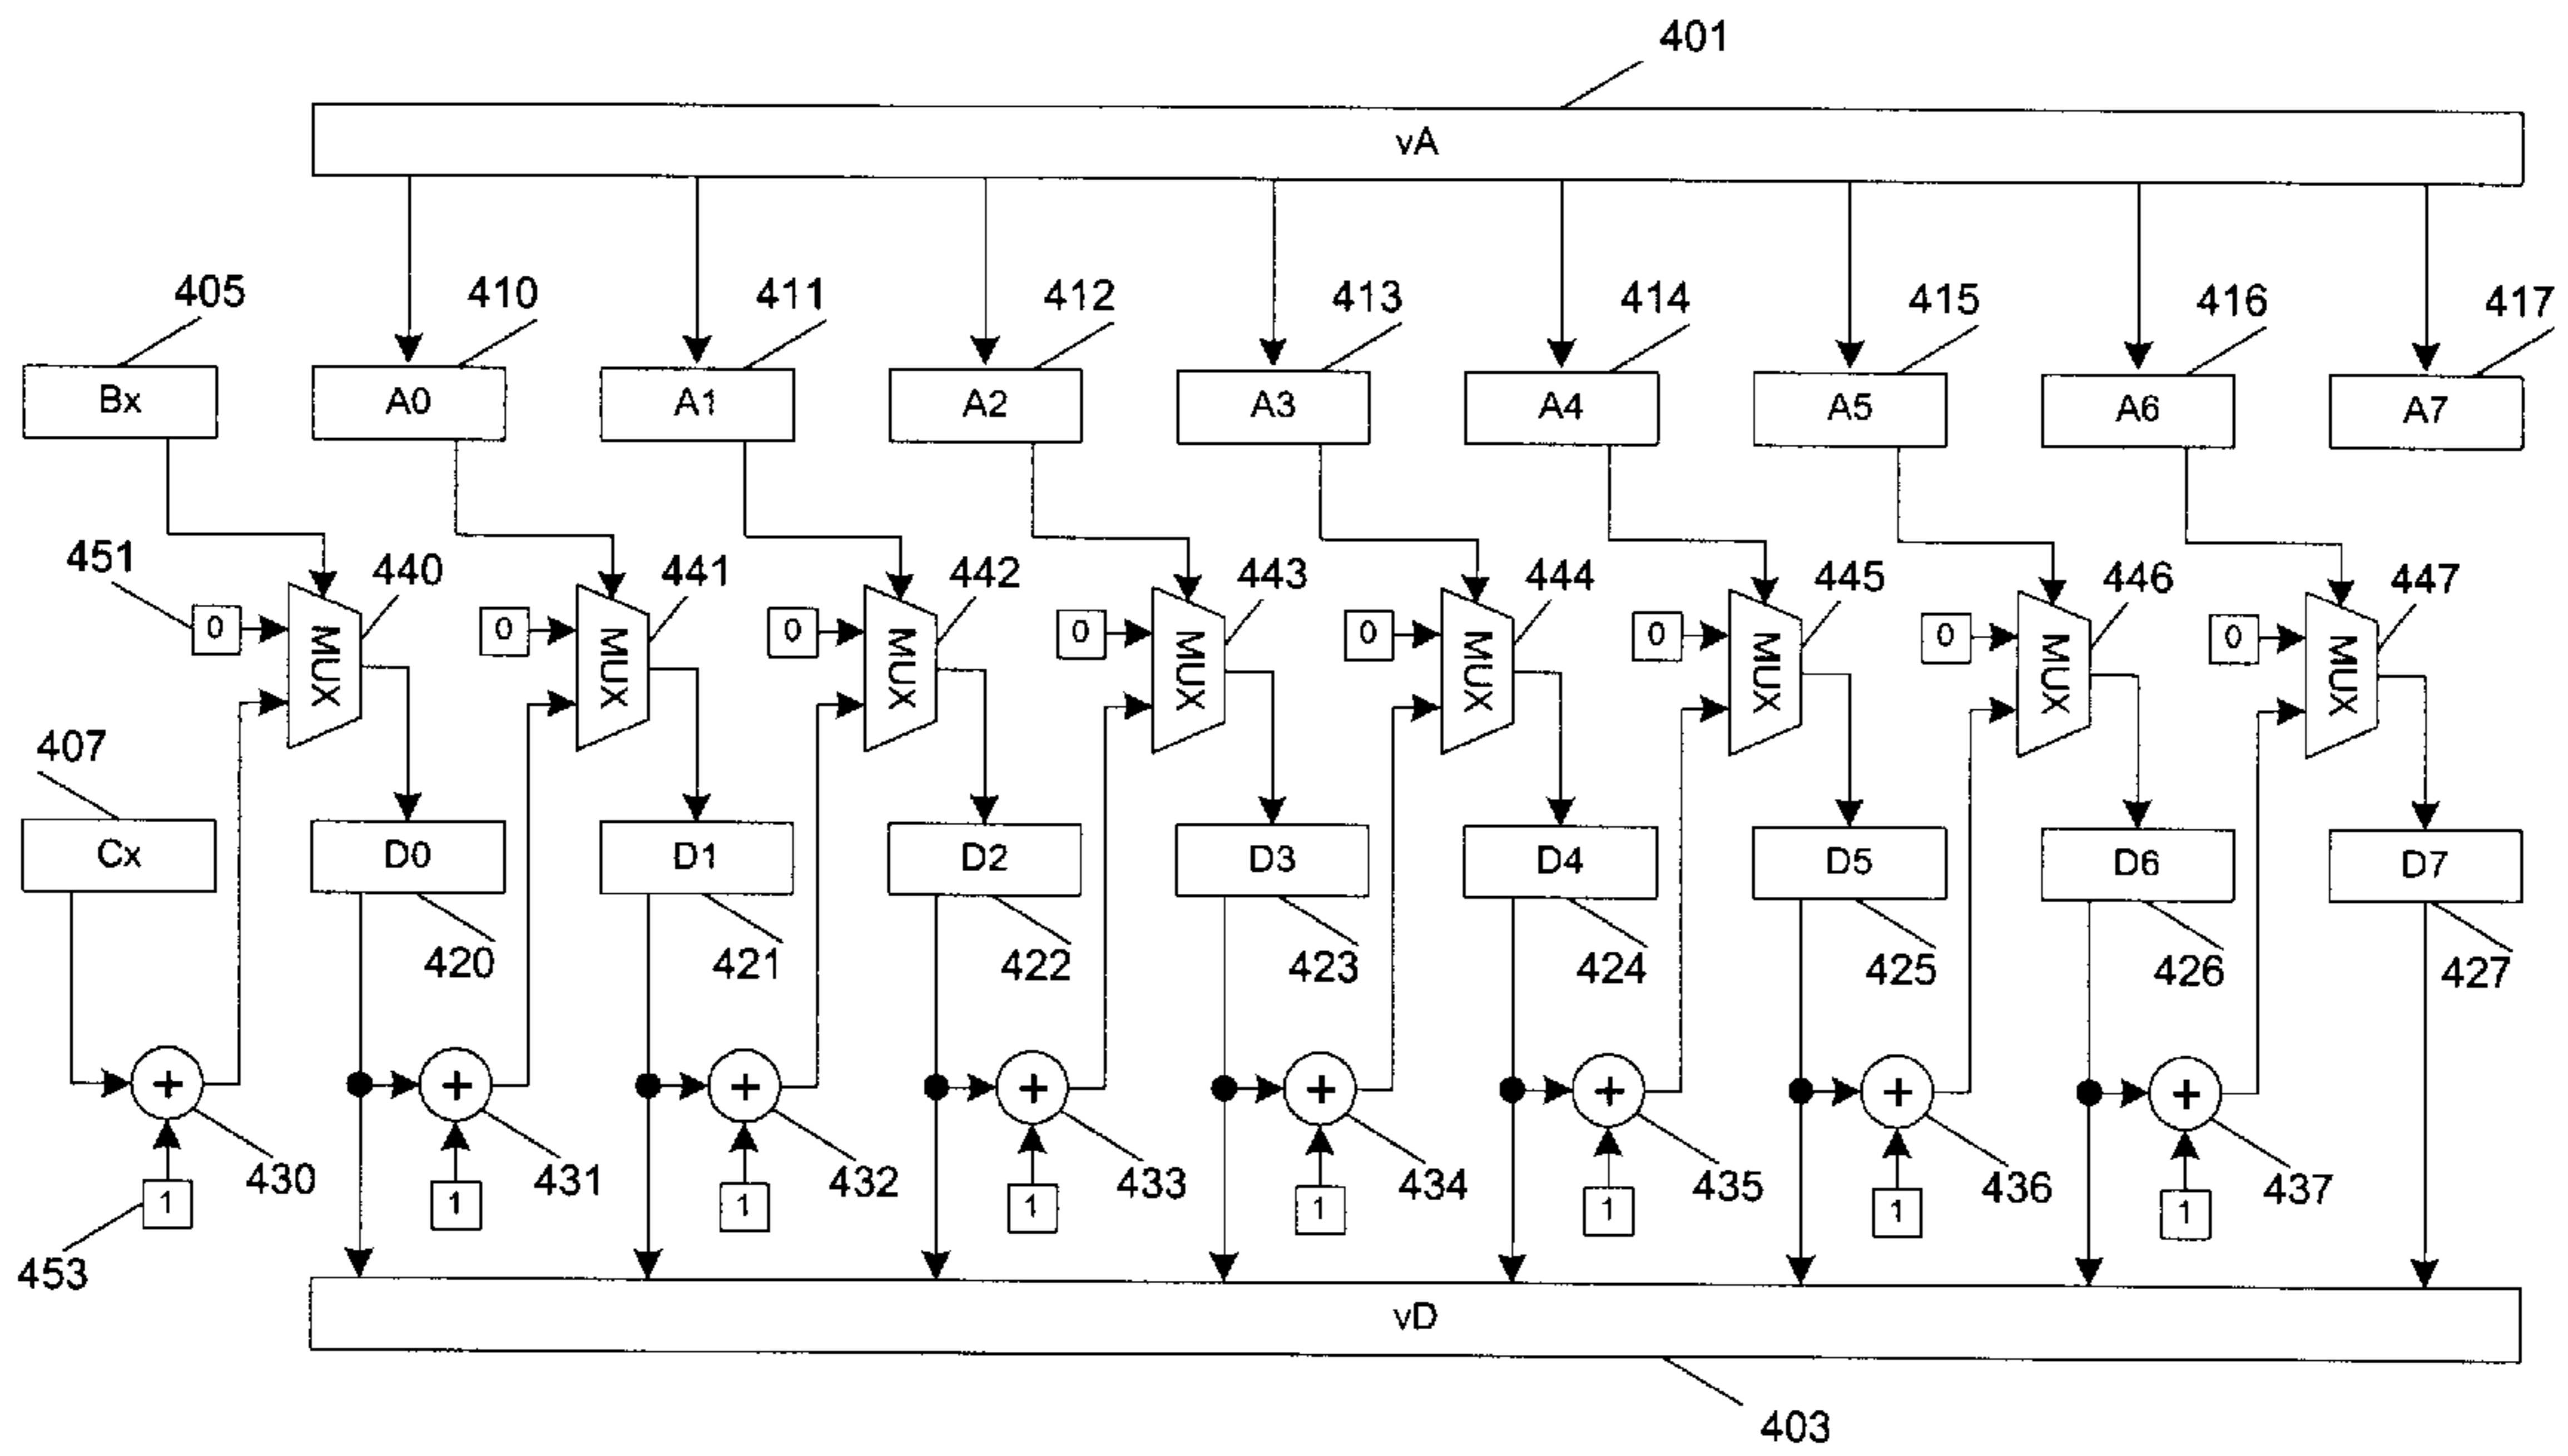 401
vA
405 410 411 412 413 414 415 416 417
Bx A0 A1 A2 A3 A4 A5 A6 A7
451 440 441 442 443 444 445 446 447
0 MUX 0 MUX 0 MUX 0 MUX 0 MUX 0 MUX 0 MUX 0 MUX
407
Cx D0 D1 D2 D3 D4 D5 D6 D7
420 421 422 423 424 425 426 427
+ + + + + + + +
430 431 432 433 434 435 436 437
1 1 1 1 1 1 1 1
453
vD
403